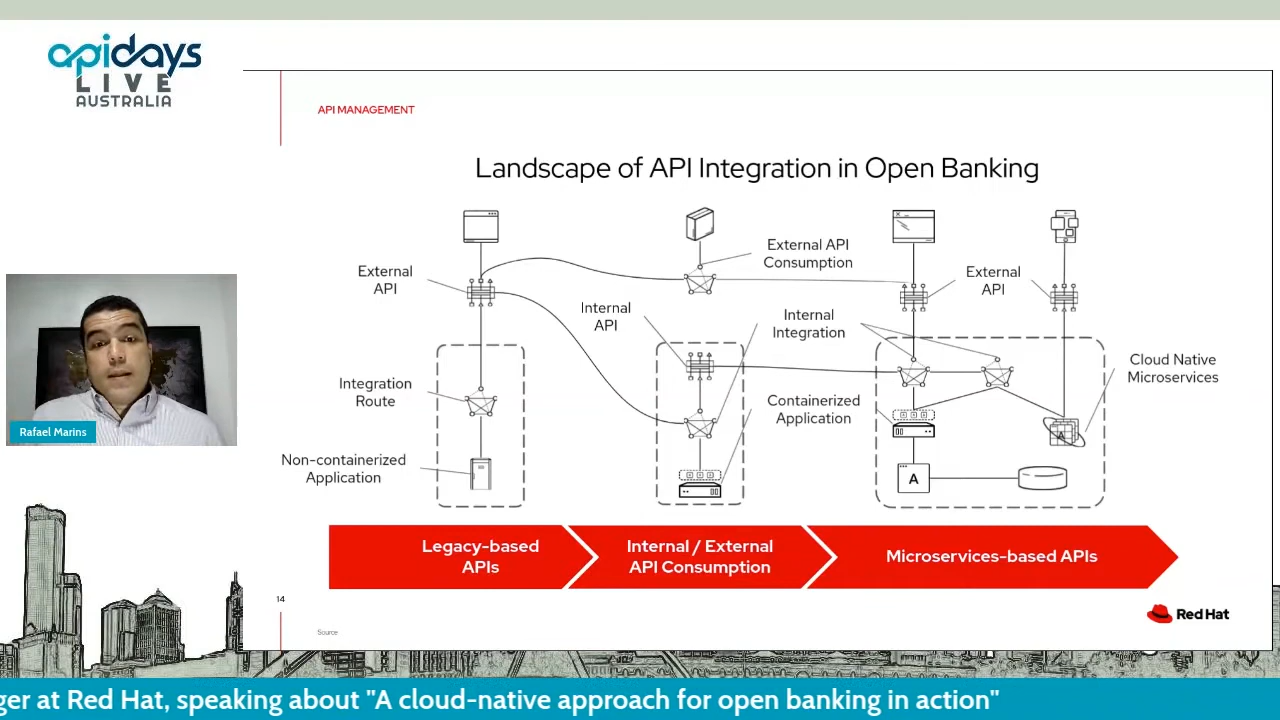 apidays
LIVE
AUSTRALIA
API MANAGEMENT
Landscape of API Integration in Open Banking
External API
Consumption
External
API
External
API
Internal
API
Internal
Integration
Integration
Route
Cloud Native
Microservices
Containerized
Application
Non-containerized
Application
A
A
Legacy-based
APIs
Internal / External
API Consumption
Microservices-based APIs
14
Red Hat
Source
Rafael Marins
ger at Red Hat, speaking about "A cloud-native approach for open banking in action"